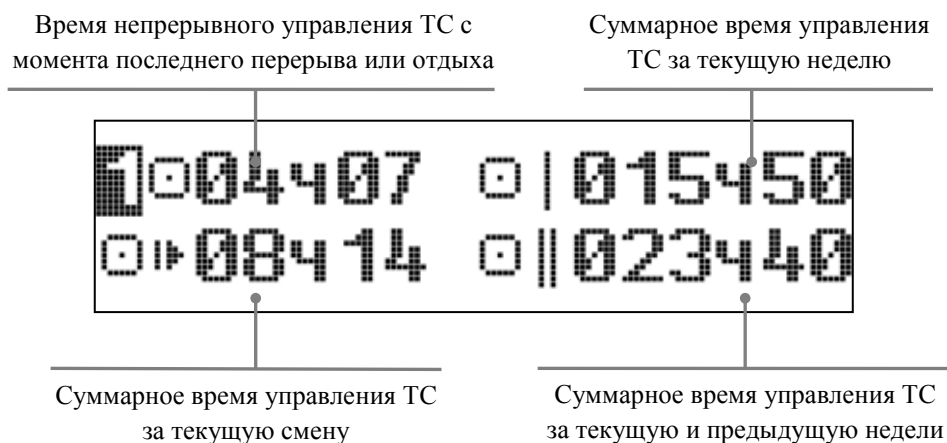 Время непрерывного управления ТС с
момента последнего перерыва или отдыха
Суммарное время управления
ТС за текущую неделю
1 04ч07 | 015ч50
08ч14 || 023ч40
Суммарное время управления ТС
за текущую смену
Суммарное время управления ТС
за текущую и предыдущую недели